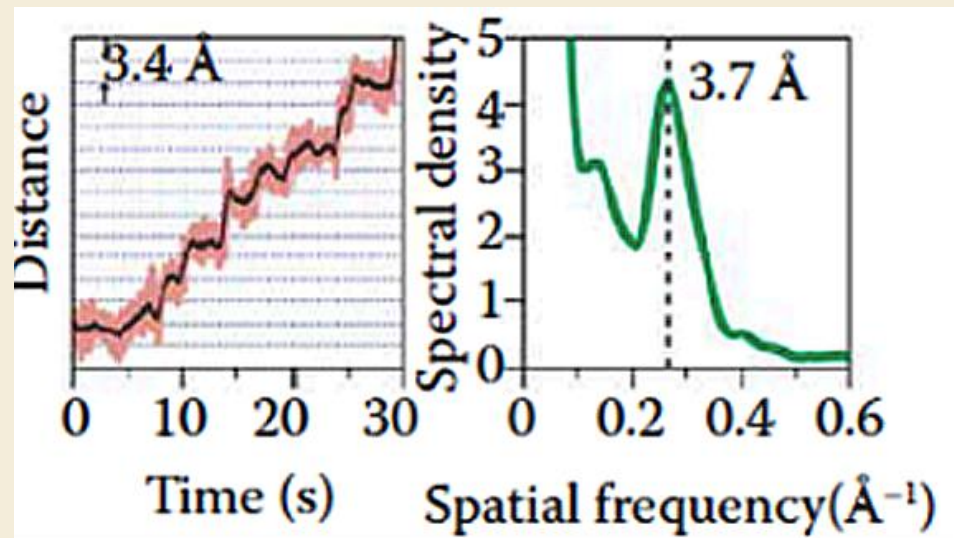 Distance
3.4 Å
0 10 20 30
Time (s)
Spectral density
5
4
3
2
1
0
3.7 Å
0 0.2 0.4 0.6
Spatial frequency(Å⁻¹)